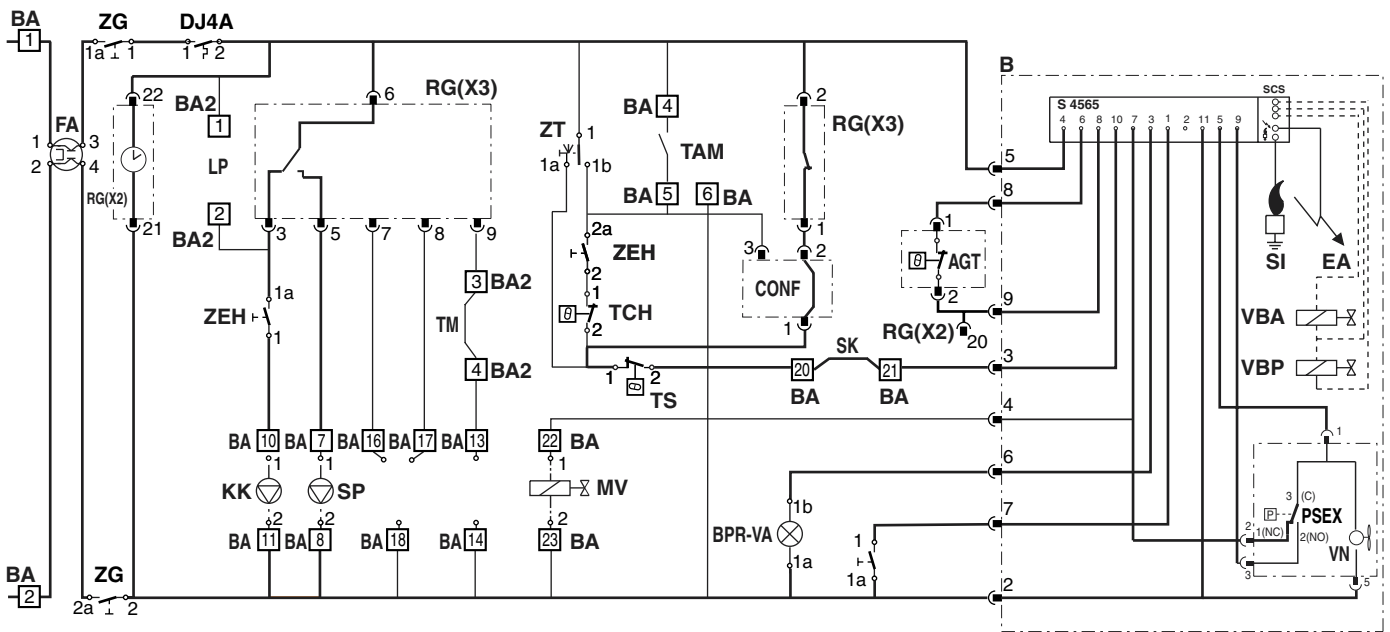 BA ZG DJ4A
1 1a 1 1 2
22 BA2 6 RG(X3) BA 4 2 RG(X3) B
SCS
S 4565
4 6 8 10 7 3 1 2 11 5 9
FA
1 3
2 4
1
LP
RG(X2)
ZT 1
1a 1b
TAM
BA 5 6 BA
5
8
21 2
BA2
3 5 7 8 9
2a
ZEH
2
3 2
1
CONF
1
1
AGT
θ
2
SI EA
1a
ZEH
1
3 BA2
TM
4 BA2
1
TCH
θ
2
9
RG(X2) 20
VBA
VBP
SK
1 2
TS
20 21
BA BA
3
4
BA 10 BA 7 BA 16 BA 17 BA 13
22 BA
1 1
KK SP
2 2
BA 11 BA 8 BA 18 BA 14
1
MV
2
23 BA
6
7
1b
BPR-VA
1a
1
1a
1
3 (C)
P
PSEX
2
1(NC)
2(NO)
VN
3
5
BA
2
ZG
2a 2
2